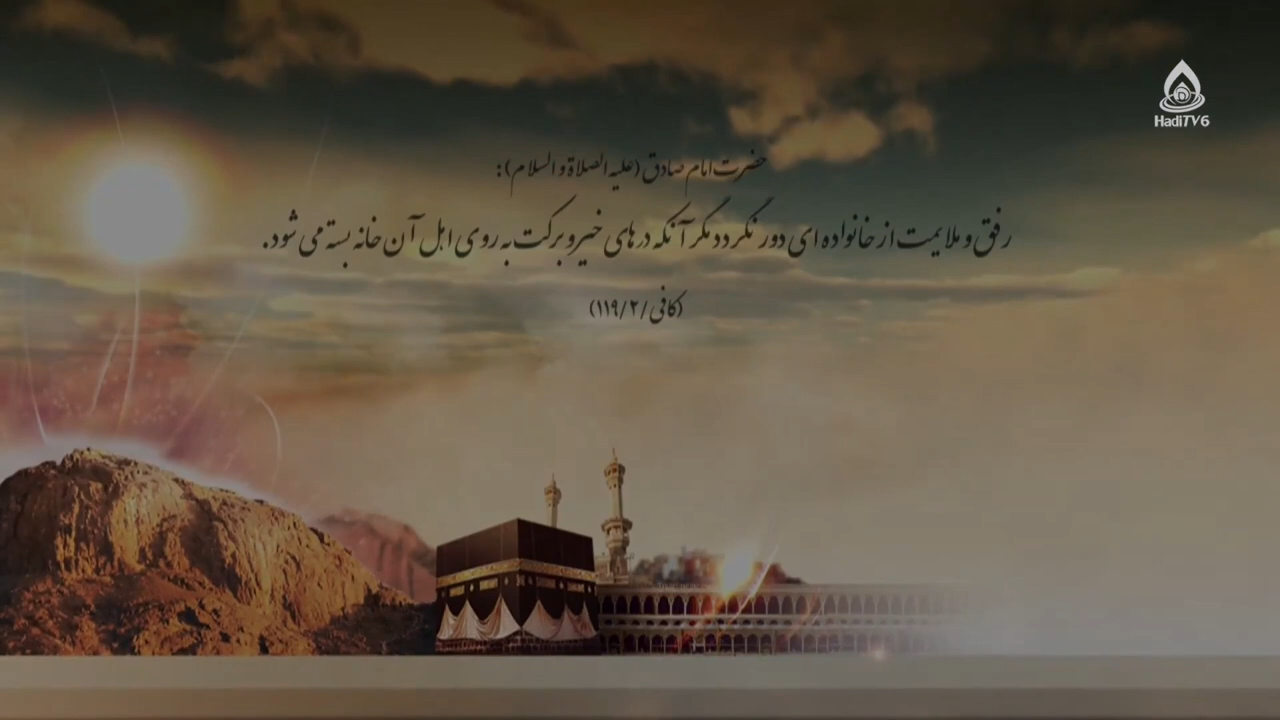 HadiTV6
حضرت امام صادق (علیه الصلاة و السلام):
رفق و ملایمت از خانواده ای دور نگردد مگر آنکه درهای خیر و برکت به روی اهل آن خانه بسته می شود.
(کافی/۲/۱۱۹)